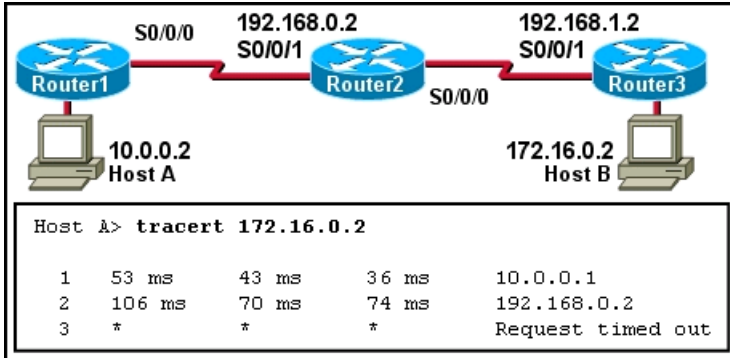 S0/0/0
192.168.0.2
S0/0/1
192.168.1.2
S0/0/1
Router1
Router2
S0/0/0
Router3
10.0.0.2
Host A
172.16.0.2
Host B
Host A> tracert 172.16.0.2
1 53 ms 43 ms 36 ms 10.0.0.1
2 106 ms 70 ms 74 ms 192.168.0.2
3 * * * Request timed out